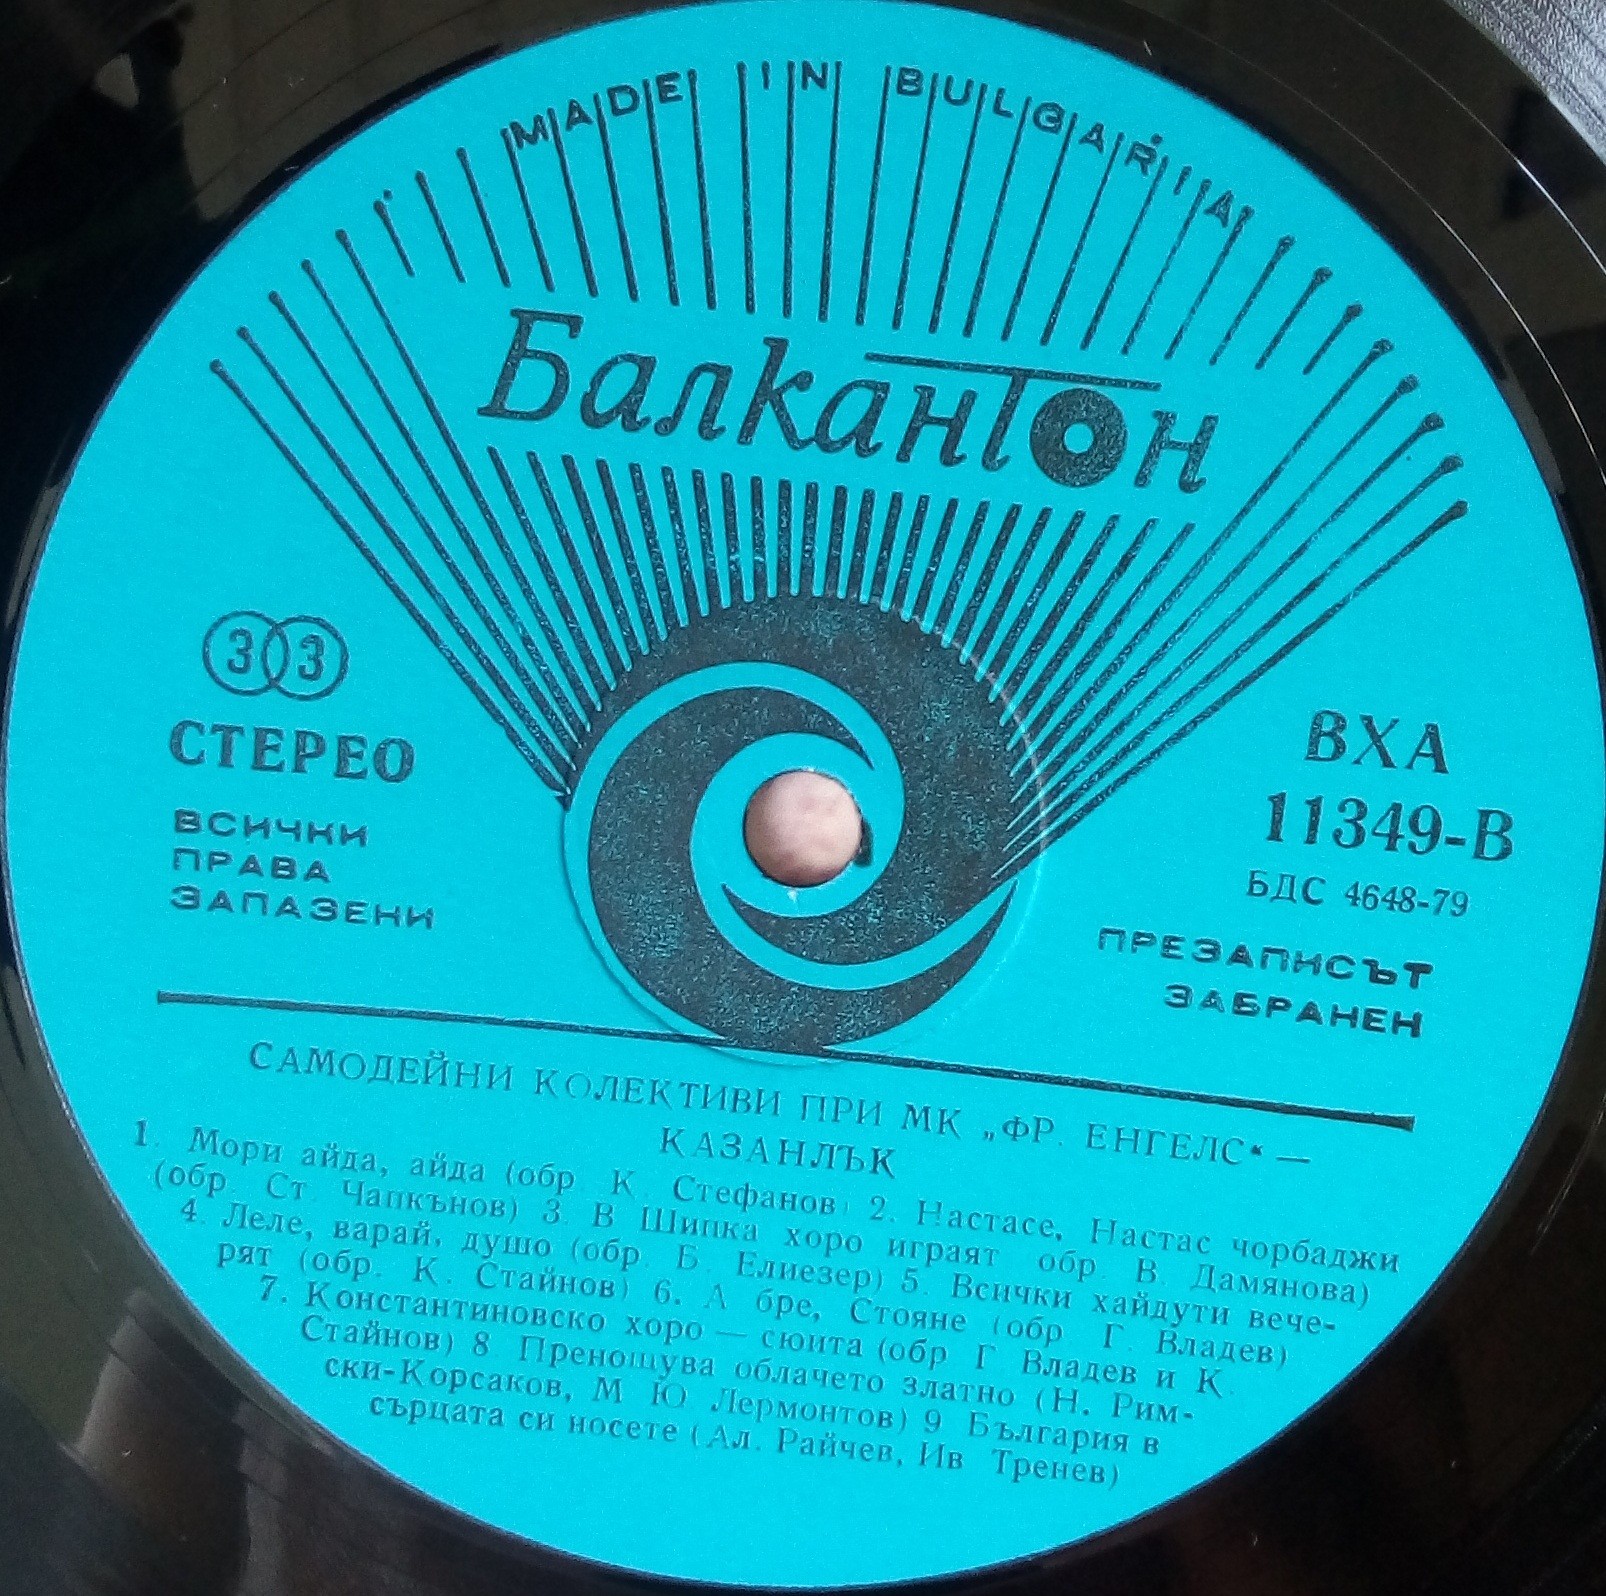 MADE IN BULGARIA
Балкантон
33
СТЕРЕО
ВСИЧКИ
ПРАВА
ЗАПАЗЕНИ
ВХА
11349-В
БДС 4648-79
ПРЕЗАПИСЪТ
ЗАБРАНЕН
САМОДЕЙНИ КОЛЕКТИВИ ПРИ МК „ФР. ЕНГЕЛС“ —
КАЗАНЛЪК
1. Мори айда, айда (обр К. Стефанов) 2. Настасе, Настас чорбаджи
(обр. Ст. Чапкънов) 3. В Шипка хоро играят обр. В. Дамянова)
4. Леле, варай, душо (обр. Б. Елиезер) 5. Всички хайдути вече-
рят (обр. К. Стайнов) 6. А бре, Стояне (обр Г. Владев)
7. Константиновско хоро — сюита (обр Г Владев и К.
Стайнов) 8 Пренощува облачето златно (Н. Рим-
ски-Корсаков, М Ю Лермонтов) 9 България в
сърцата си носете (Ал. Райчев, Ив Тренев)